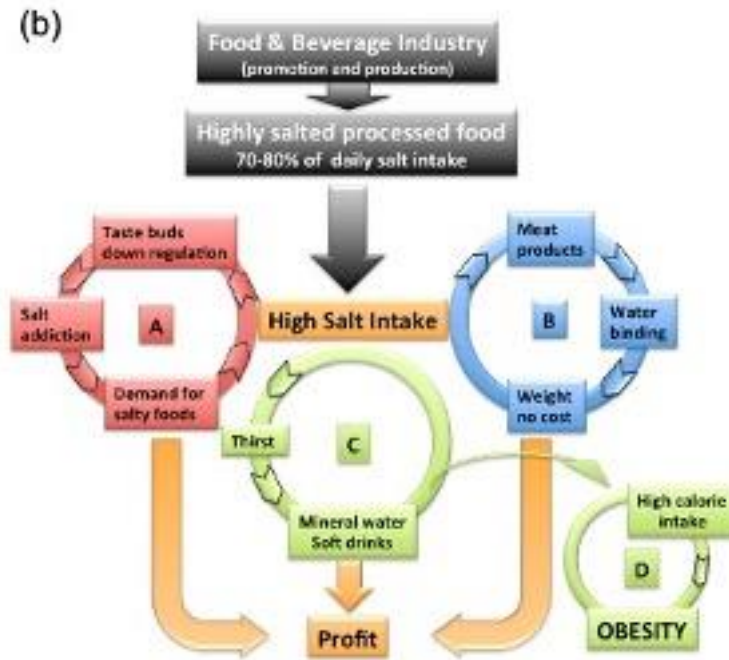 (b)
Food & Beverage Industry
(promotion and production)
Highly salted processed food
70-80% of daily salt intake
Taste buds
down regulation
Salt
addiction
A
Demand for
salty foods
High Salt Intake
Meat
products
B
Water
binding
Weight
no cost
Thirst
C
Mineral water
Soft drinks
High calorie
intake
D
OBESITY
Profit